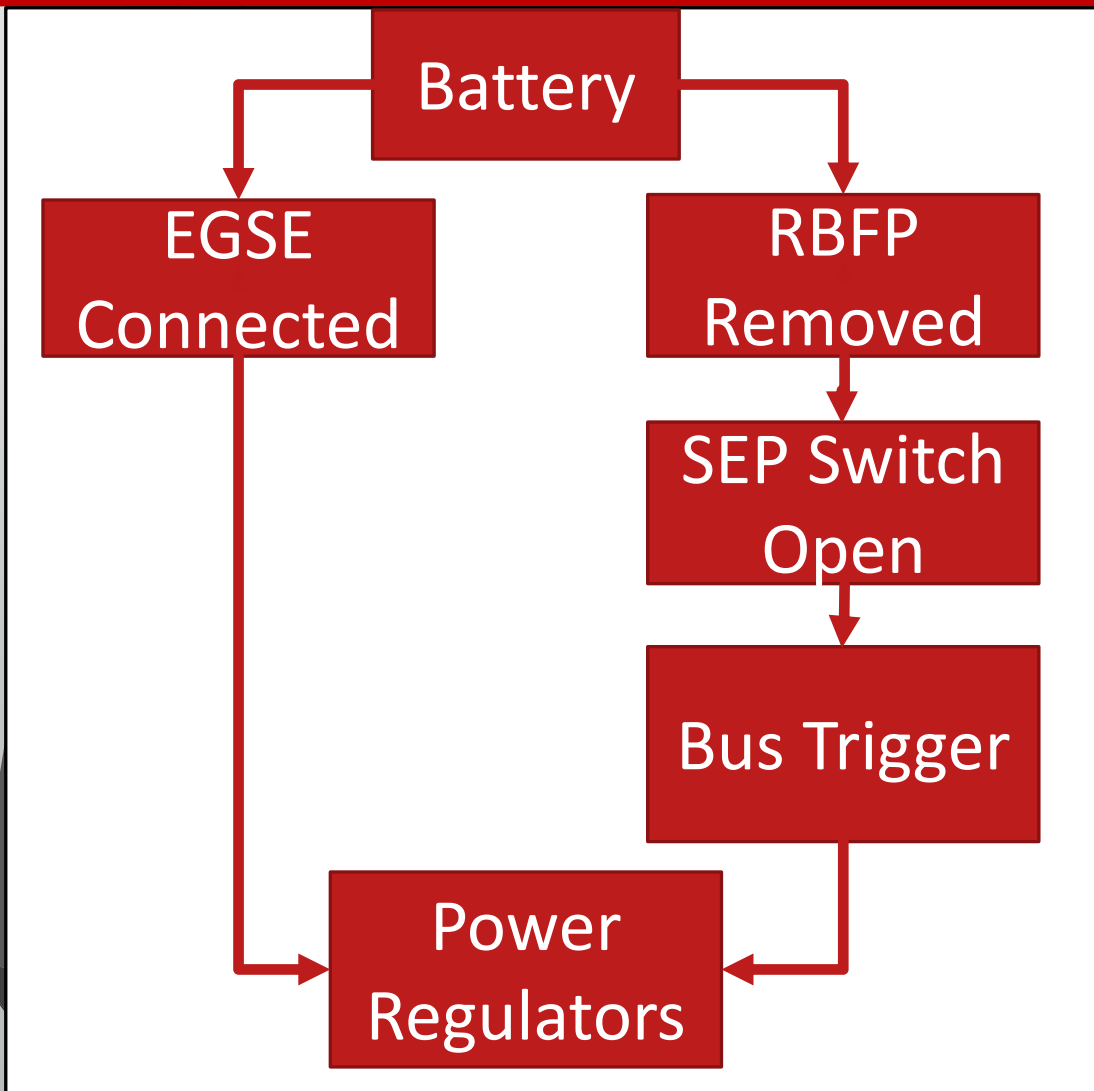 Battery
EGSE
Connected
RBFP
Removed
SEP Switch
Open
Bus Trigger
Power
Regulators